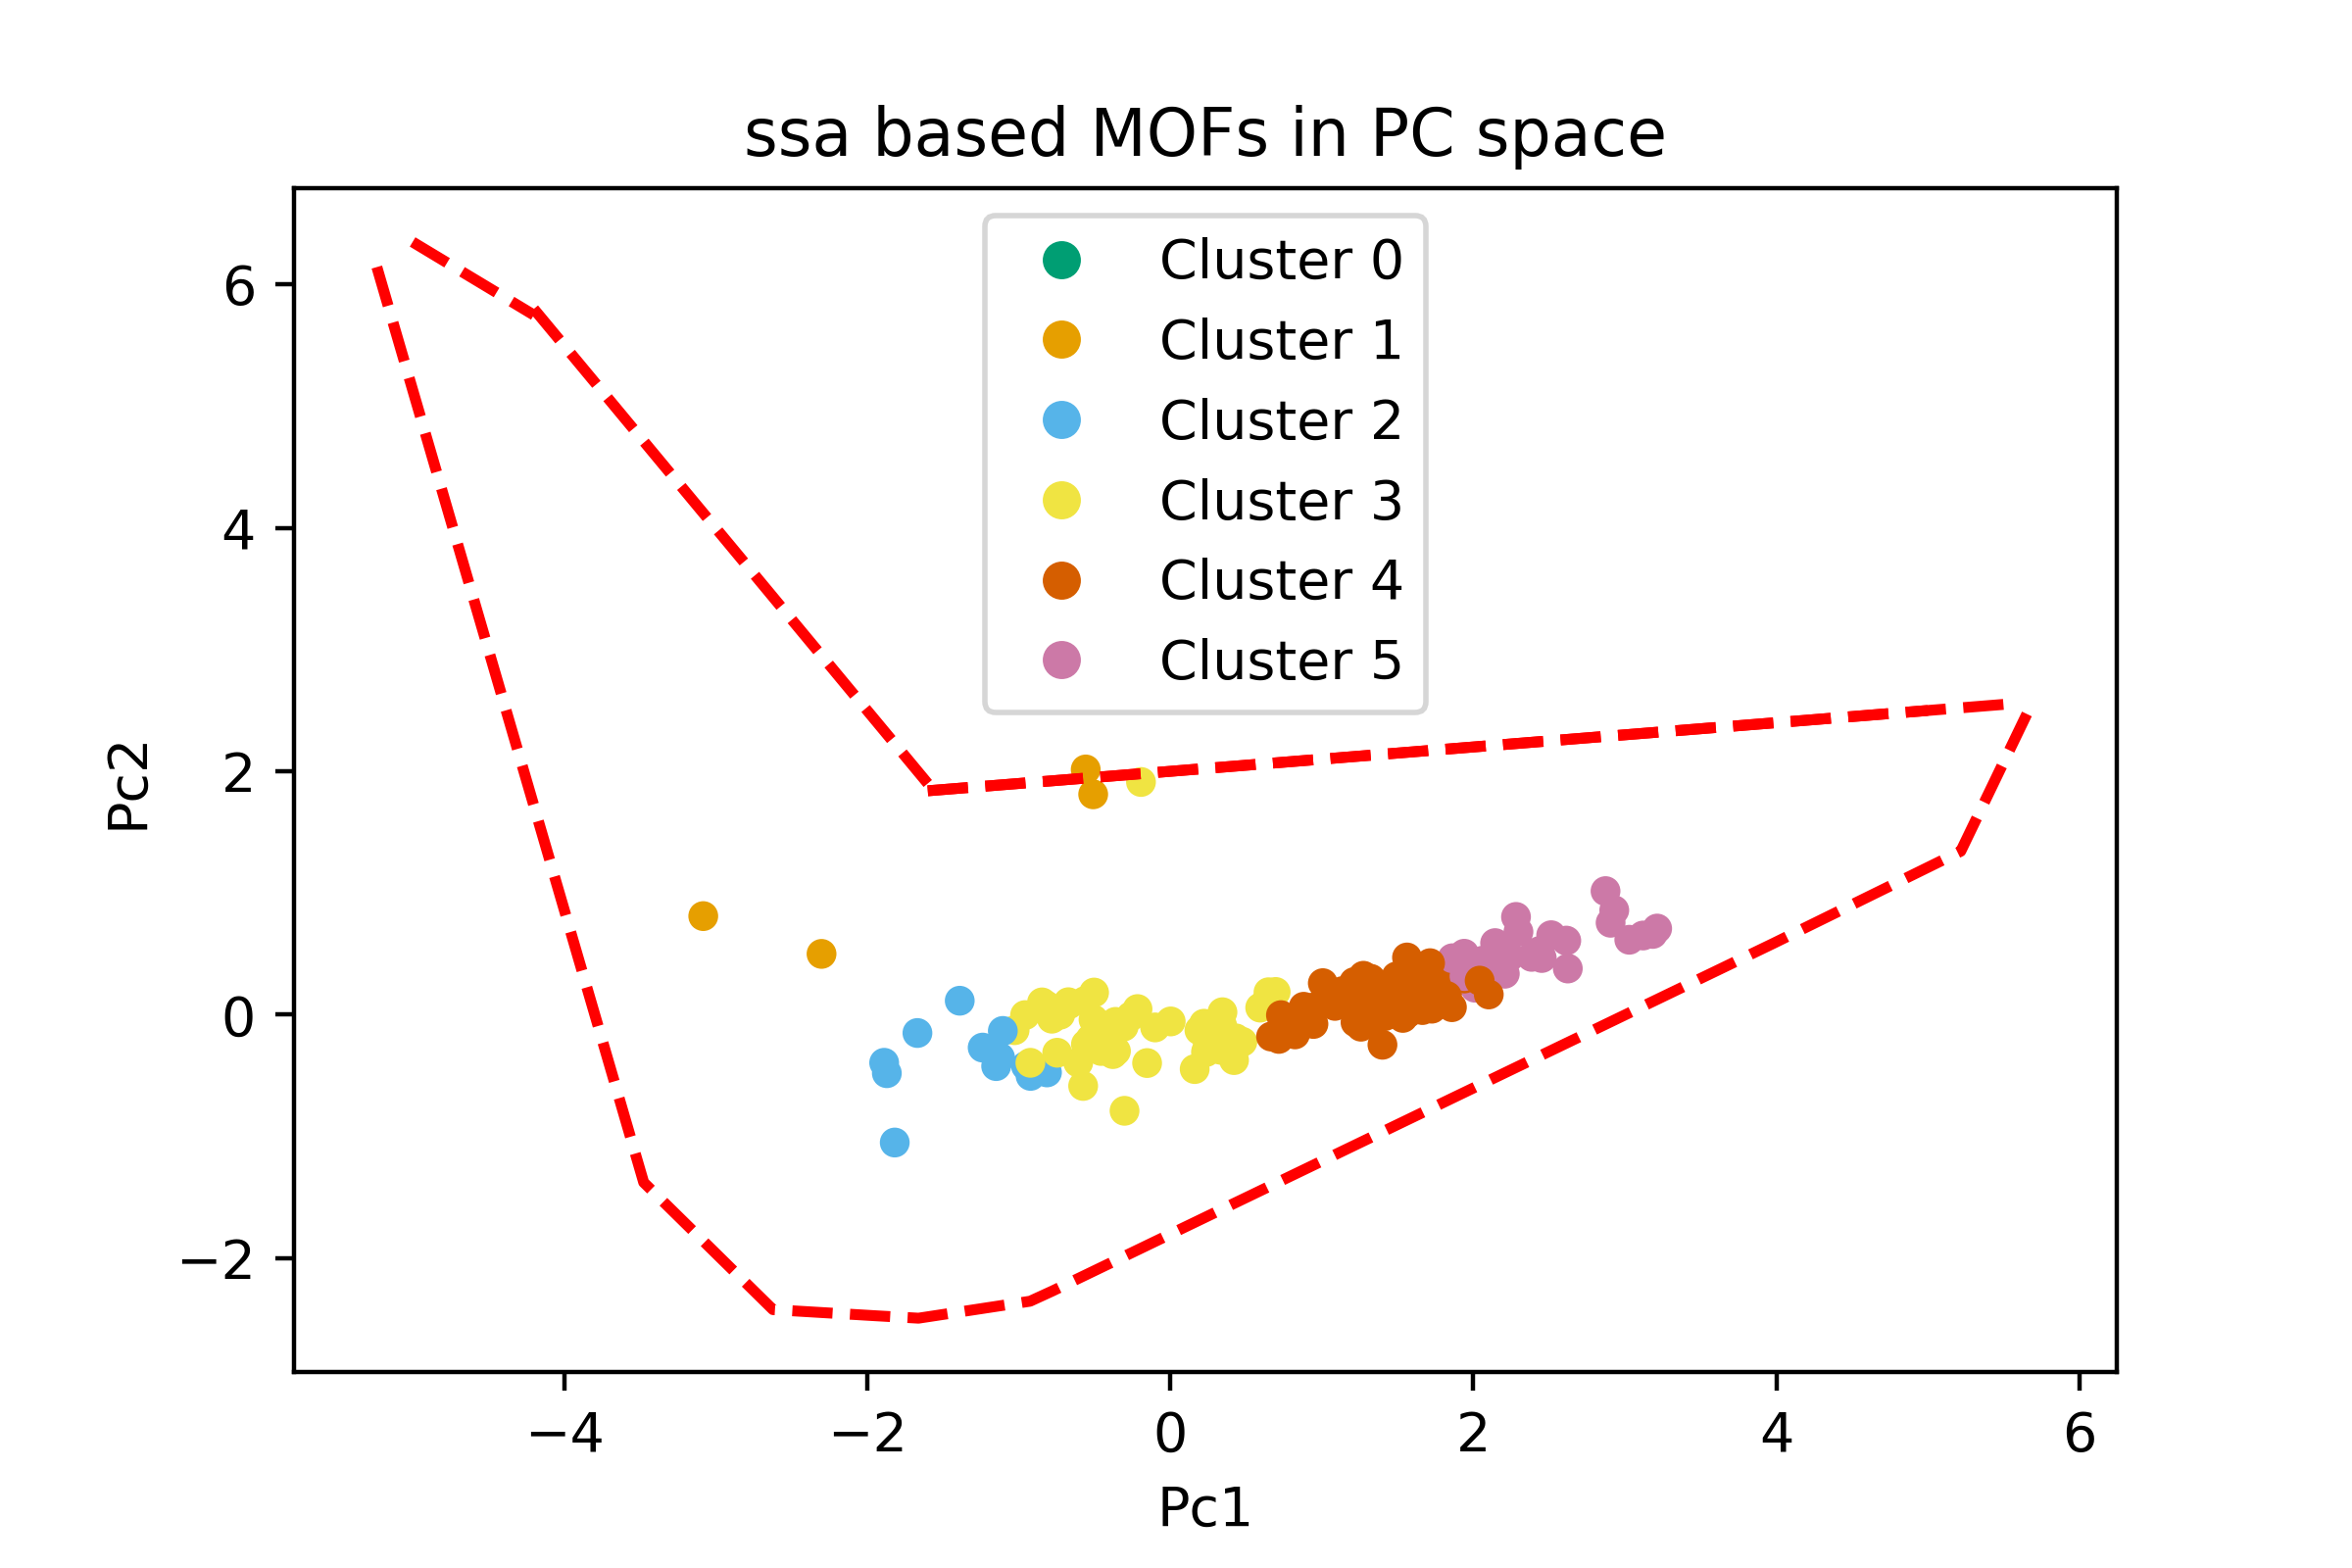 ssa based MOFs in PC space
Cluster 0
Cluster 1
Cluster 2
Cluster 3
Cluster 4
Cluster 5
6
4
2
0
−2
Pc2
−4 −2 0 2 4 6
Pc1